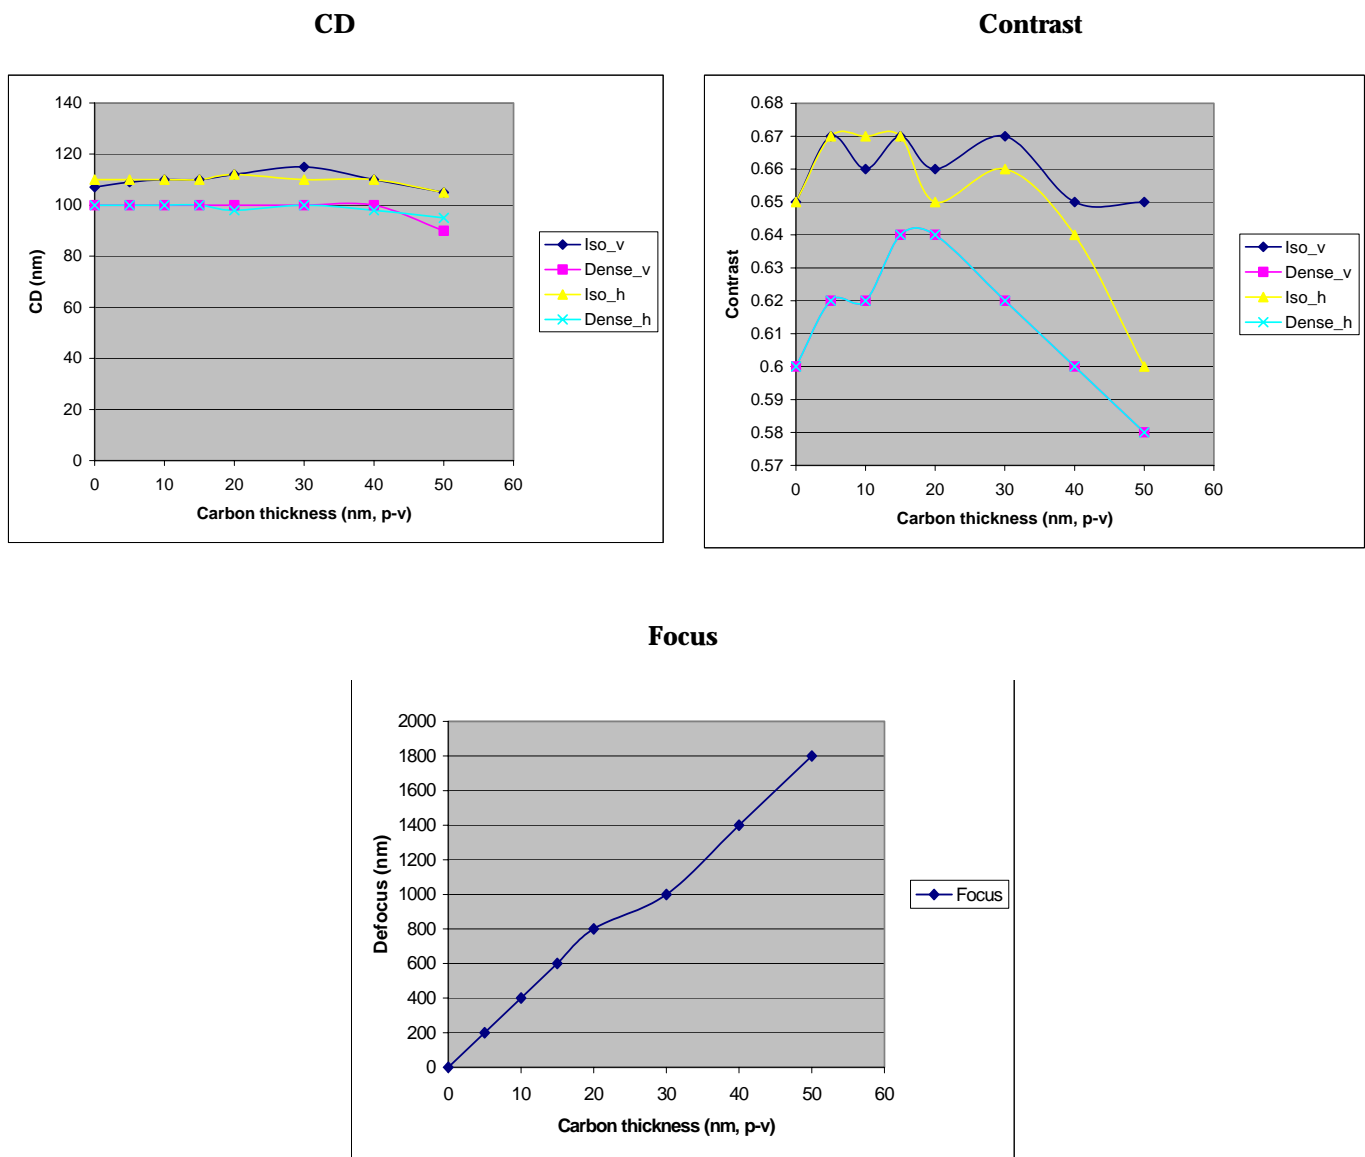 CD
140
120
100
80
60
40
20
0
0 10 20 30 40 50 60
CD (nm)
Carbon thickness (nm, p-v)
Iso_v
Dense_v
Iso_h
Dense_h
Contrast
0.68
0.67
0.66
0.65
0.64
0.63
0.62
0.61
0.6
0.59
0.58
0.57
0 10 20 30 40 50 60
Contrast
Carbon thickness (nm, p-v)
Iso_v
Dense_v
Iso_h
Dense_h
Focus
2000
1800
1600
1400
1200
1000
800
600
400
200
0
0 10 20 30 40 50 60
Defocus (nm)
Carbon thickness (nm, p-v)
Focus